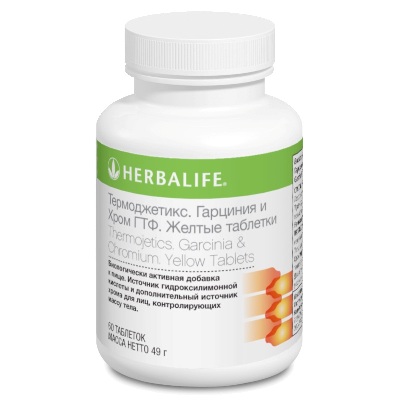 HERBALIFE®
Термоджетикс. Гарциния и
Хром ГТФ. Желтые таблетки
Thermojetics. Garcinia &
Chromium. Yellow Tablets
Биологически активная добавка
к пище. Источник гидроксилимонной
кислоты и дополнительный источник
хрома для лиц, контролирующих
массу тела.
60 ТАБЛЕТОК
МАССА НЕТТО 49 г